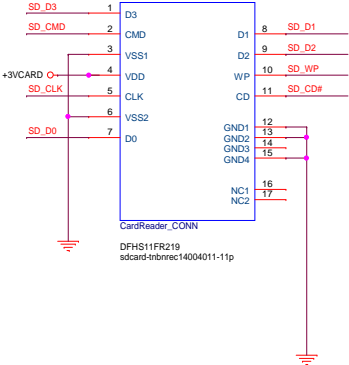 SD_D3 1 D3
SD_CMD 2 CMD D1 8 SD_D1
3 VSS1 D2 9 SD_D2
+3VCARD 4 VDD WP 10 SD_WP
SD_CLK 5 CLK CD 11 SD_CD#
6 VSS2
SD_D0 7 D0 GND1 12
GND2 13
GND3 14
GND4 15
NC1 16
NC2 17
CardReader_CONN
DFHS11FR219
sdcard-tnbnrec14004011-11p